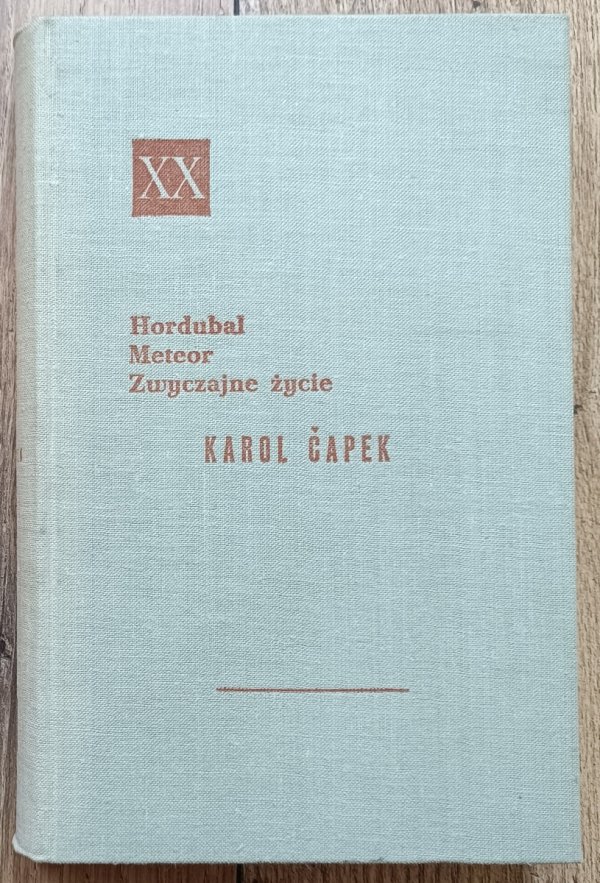 XX
Hordubal
Meteor
Zwyczajne życie
KAROL ČAPEK